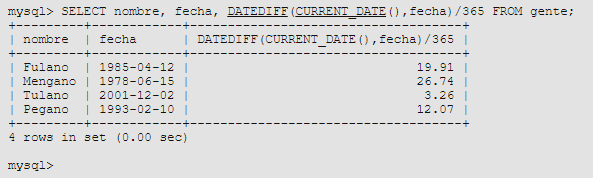 mysql> SELECT nombre, fecha, DATEDIFF(CURRENT_DATE(),fecha)/365 FROM gente;
+---------+------------+------------------------------------+
| nombre | fecha | DATEDIFF(CURRENT_DATE(),fecha)/365 |
+---------+------------+------------------------------------+
| Fulano | 1985-04-12 | 19.91 |
| Mengano | 1978-06-15 | 26.74 |
| Tulano | 2001-12-02 | 3.26 |
| Pegano | 1993-02-10 | 12.07 |
+---------+------------+------------------------------------+
4 rows in set (0.00 sec)
mysql>